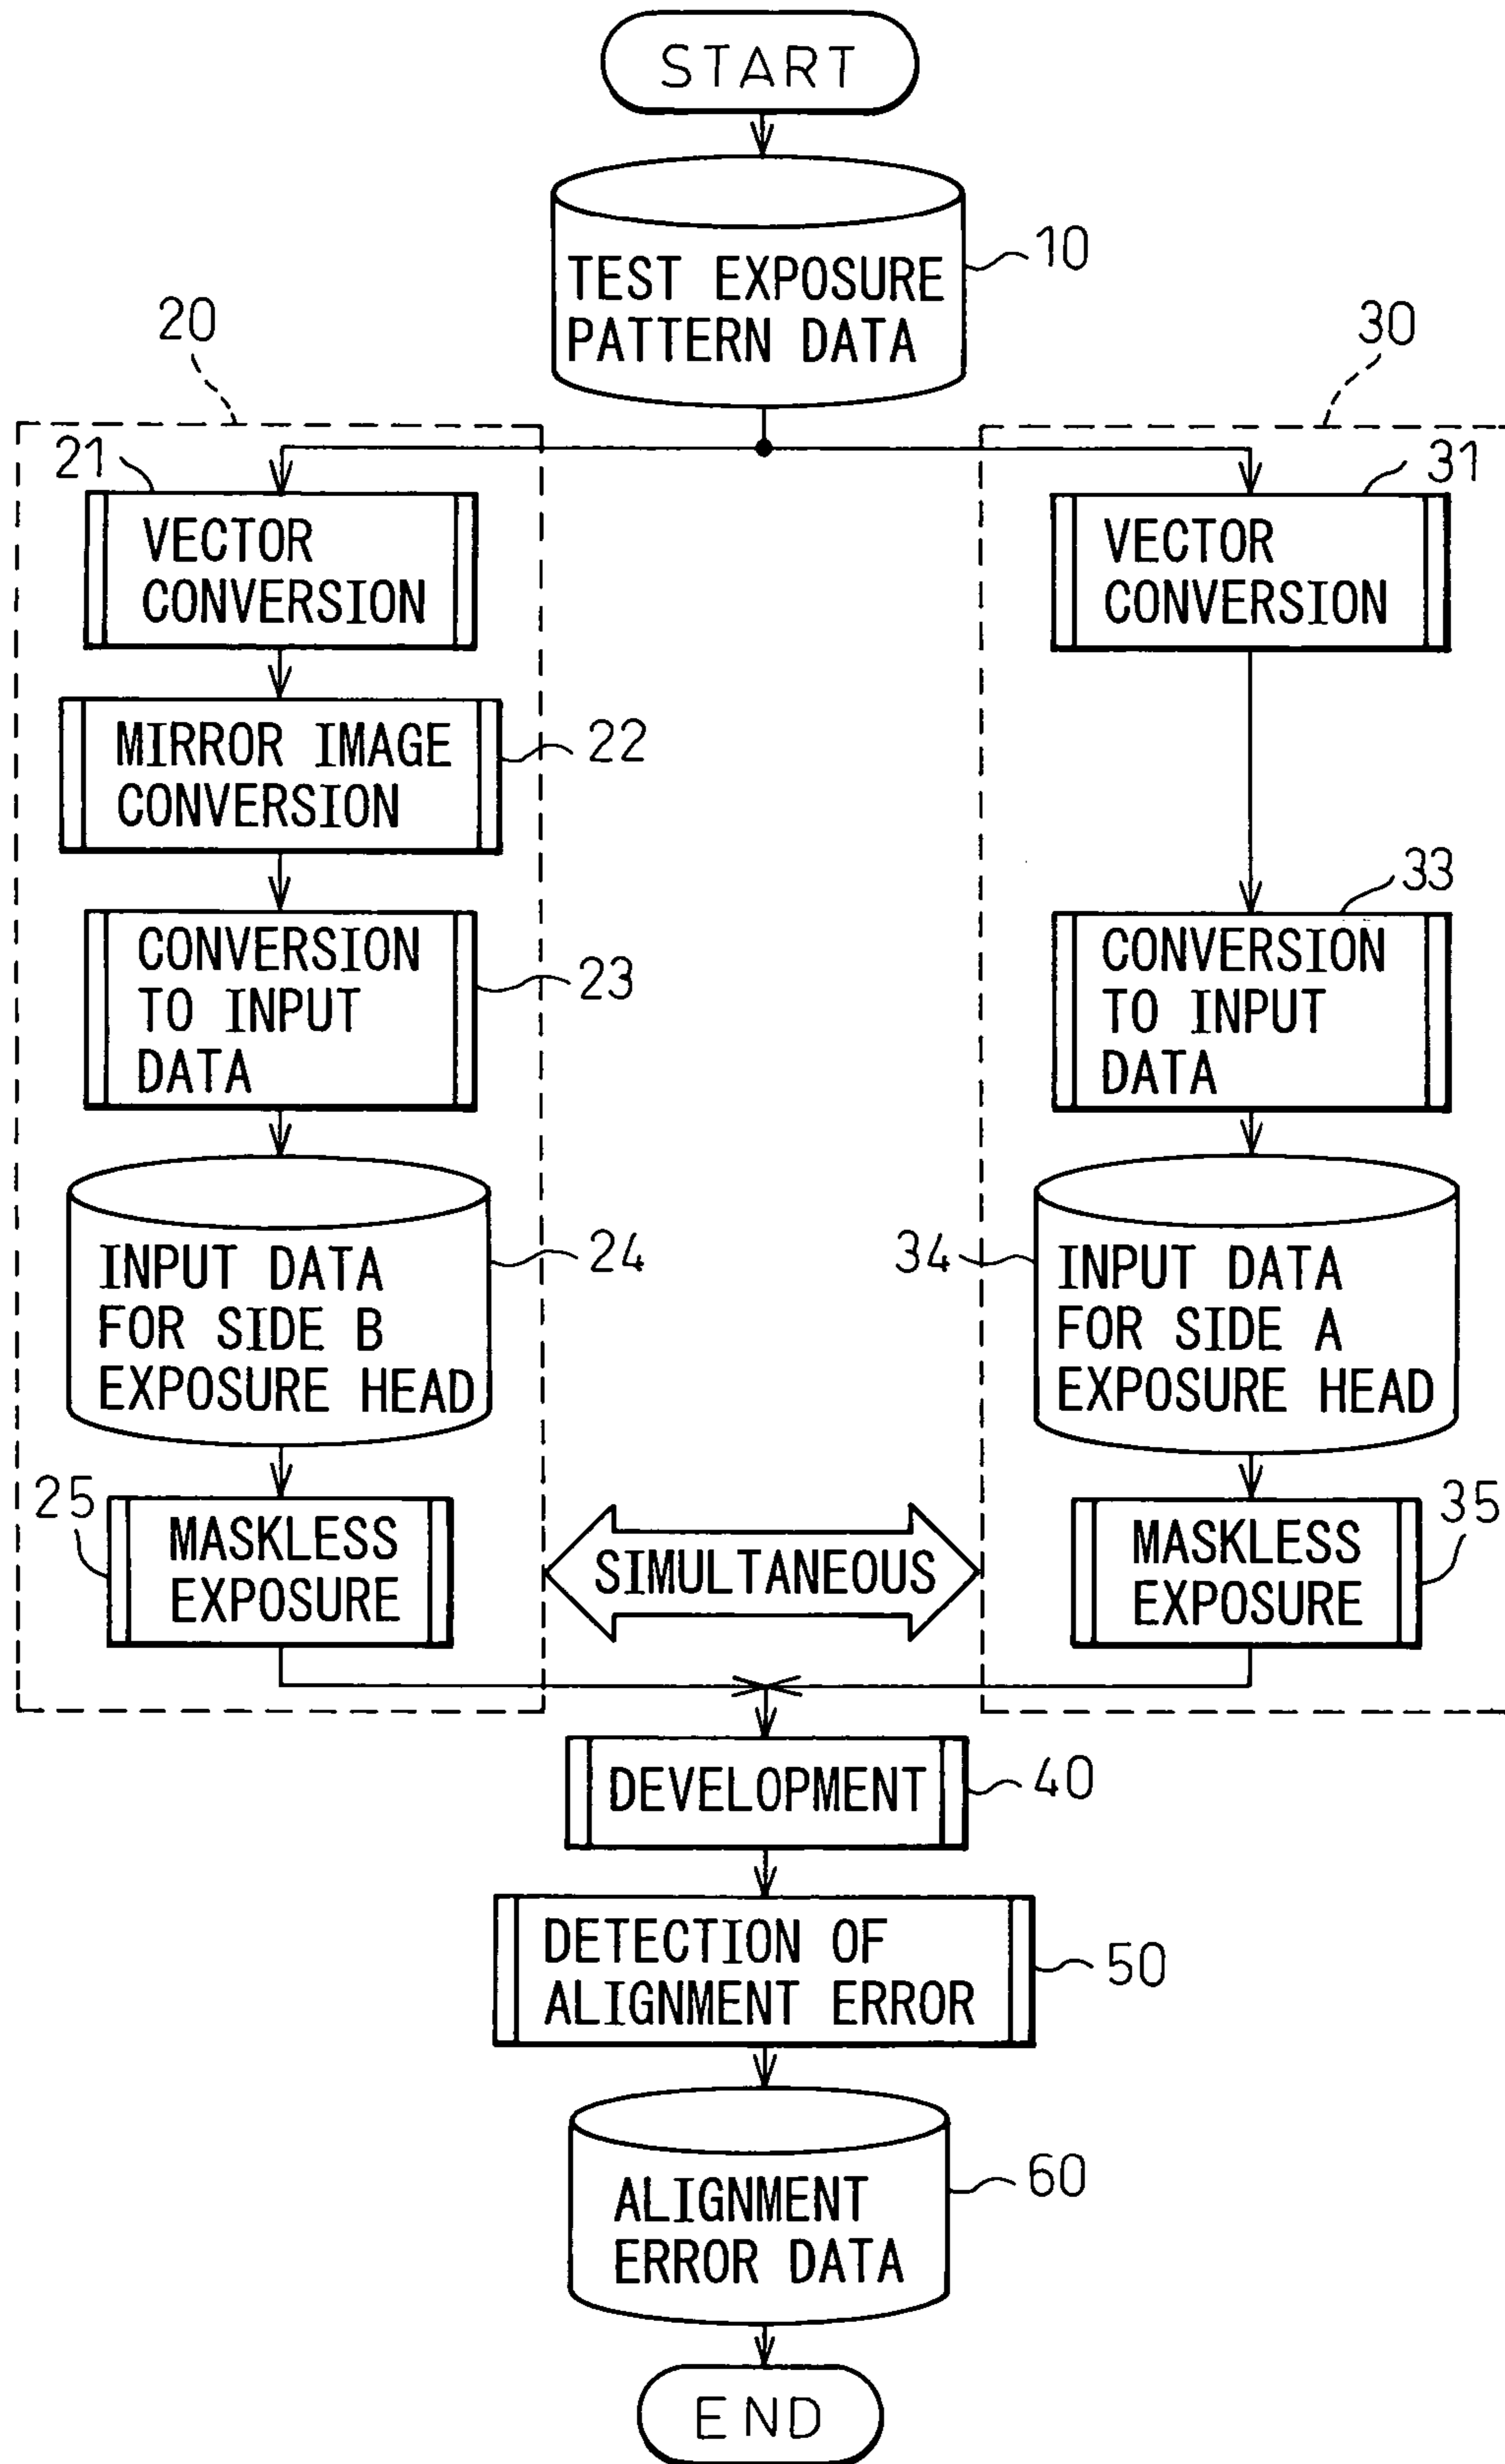 START
TEST EXPOSURE
PATTERN DATA
10
20
30
21
VECTOR
CONVERSION
31
VECTOR
CONVERSION
MIRROR IMAGE
CONVERSION
22
CONVERSION
TO INPUT
DATA
23
33
CONVERSION
TO INPUT
DATA
INPUT DATA
FOR SIDE B
EXPOSURE HEAD
24
34
INPUT DATA
FOR SIDE A
EXPOSURE HEAD
25
MASKLESS
EXPOSURE
SIMULTANEOUS
MASKLESS
EXPOSURE
35
DEVELOPMENT
40
DETECTION OF
ALIGNMENT ERROR
50
ALIGNMENT
ERROR DATA
60
END